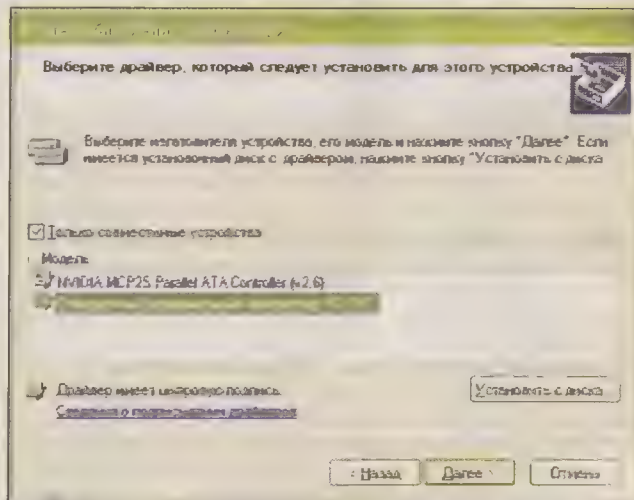 Выберите драйвер, который следует установить для этого устройства
Выберите изготовителя устройства, его модель и нажмите кнопку "Далее". Если
имеется установочный диск с драйвером, нажмите кнопку "Установить с диска
Только совместимые устройства
Модель
NVIDIA MCP2S Parallel ATA Controller (v2.6)
Драйвер имеет цифровую подпись.
Сведения о подписывании драйверов
Установить с диска...
< Назад
Далее >
Отмена